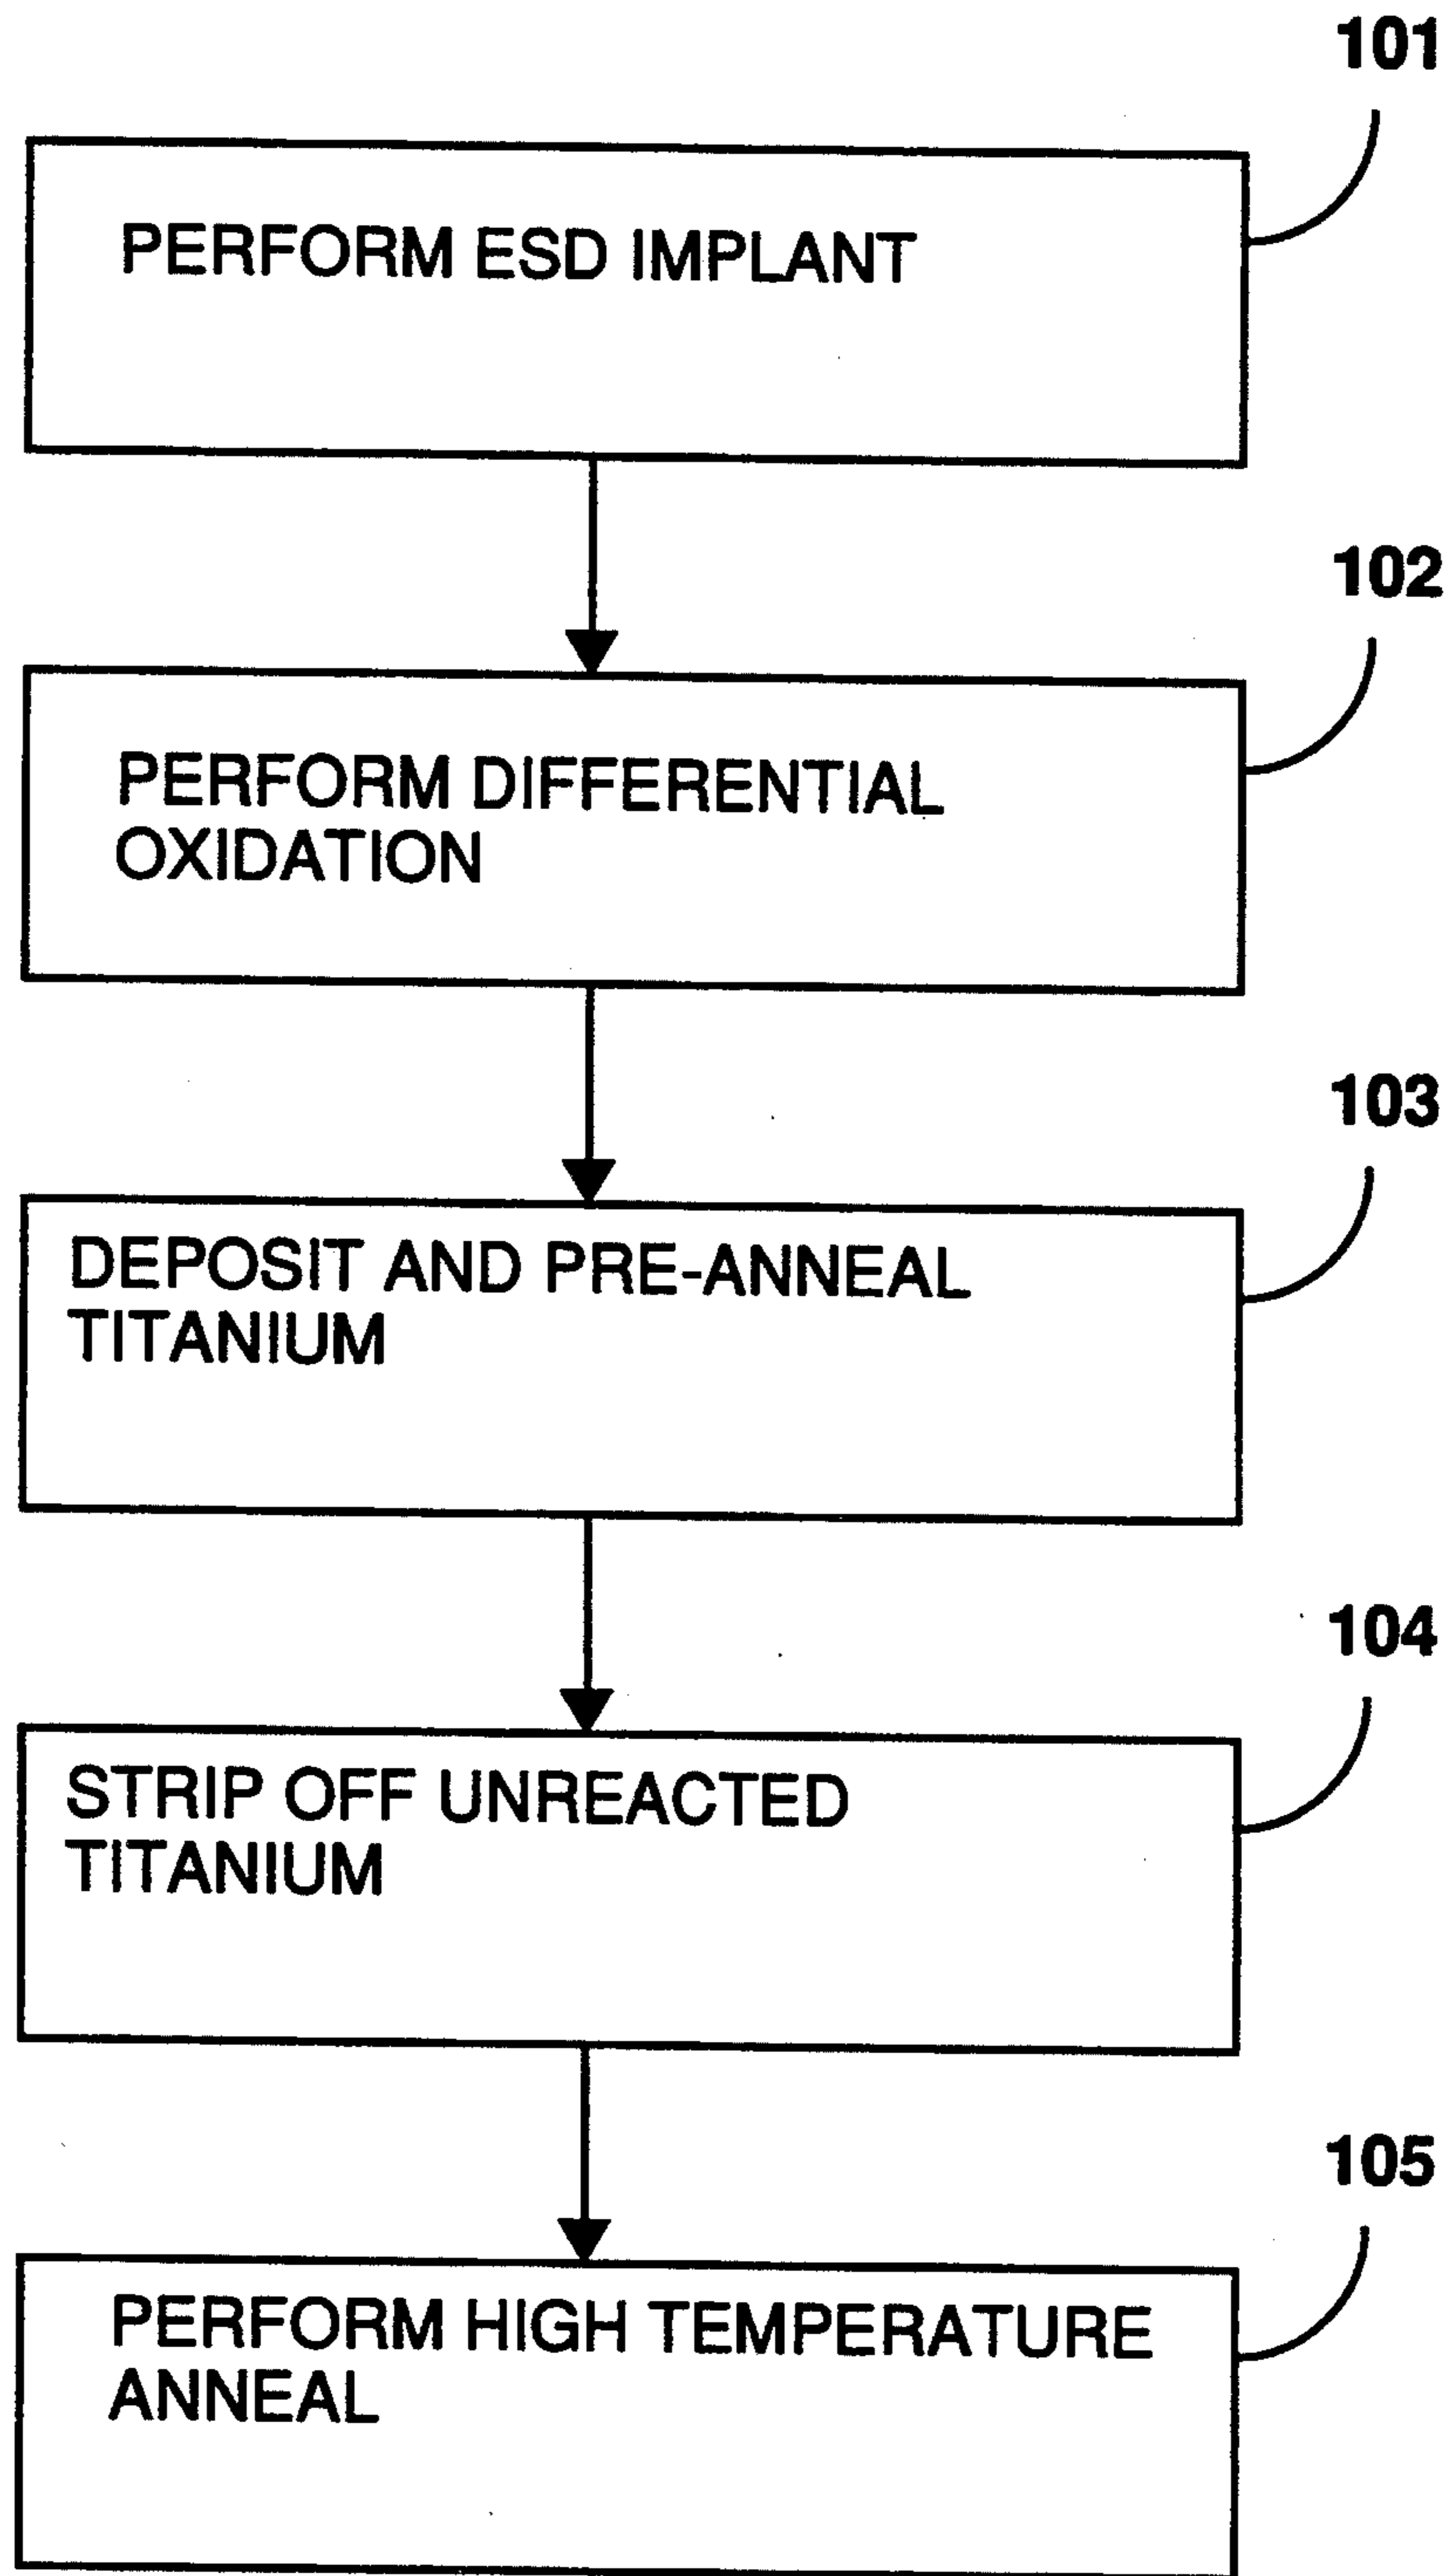 101
PERFORM ESD IMPLANT
102
PERFORM DIFFERENTIAL
OXIDATION
103
DEPOSIT AND PRE-ANNEAL
TITANIUM
104
STRIP OFF UNREACTED
TITANIUM
105
PERFORM HIGH TEMPERATURE
ANNEAL